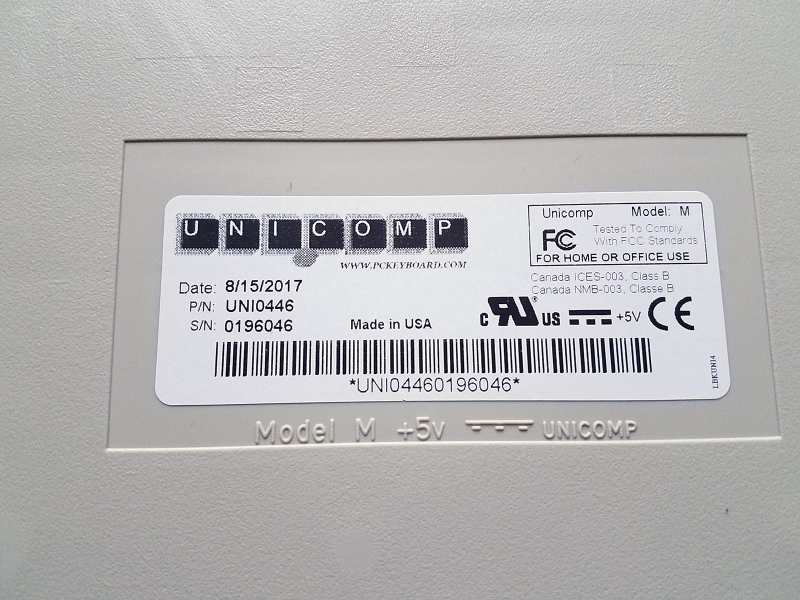 UNICOMP
WWW.PCKEYBOARD.COM
Unicomp Model: M
FC Tested To Comply
With FCC Standards
FOR HOME OR OFFICE USE
Date: 8/15/2017
P/N: UNI0446
S/N: 0196046
Made in USA
Canada ICES-003, Class B
Canada NMB-003, Classe B
c RU ® US +5V CE
*UNI04460196046*
LBKUNI4
Model M +5v UNICOMP